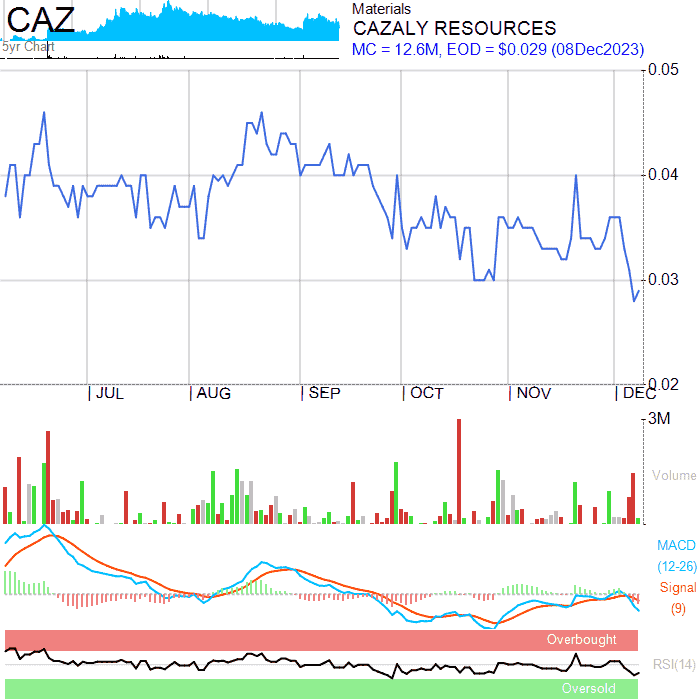 CAZ
5yr Chart
Materials
CAZALY RESOURCES
MC = 12.6M, EOD = $0.029 (08Dec2023)
0.05
0.04
0.03
0.02
JUL AUG SEP OCT NOV DEC
3M
Volume
MACD
(12-26)
Signal
(9)
Overbought
RSI(14)
Oversold